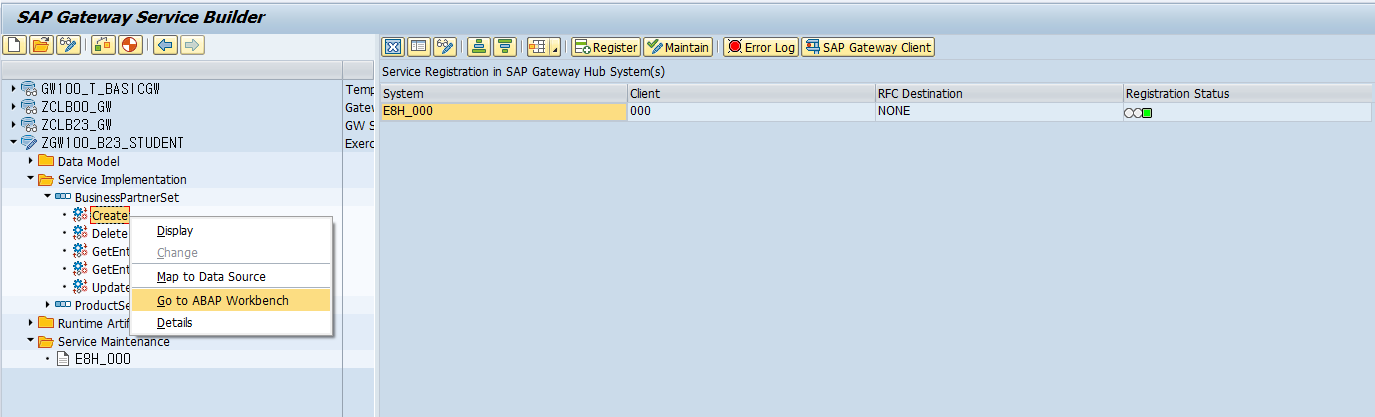 SAP Gateway Service Builder
Register Maintain Error Log SAP Gateway Client
Service Registration in SAP Gateway Hub System(s)
System Client RFC Destination Registration Status
E8H_000 000 NONE
GW100_T_BASICGW Temp
ZCLB00_GW Gatew
ZCLB23_GW GW S
ZGW100_B23_STUDENT Exerc
Data Model
Service Implementation
BusinessPartnerSet
Create
Delete
GetEnt
GetEnt
Update
ProductSe
Runtime Artif
Service Maintenance
E8H_000
Display
Change
Map to Data Source
Go to ABAP Workbench
Details